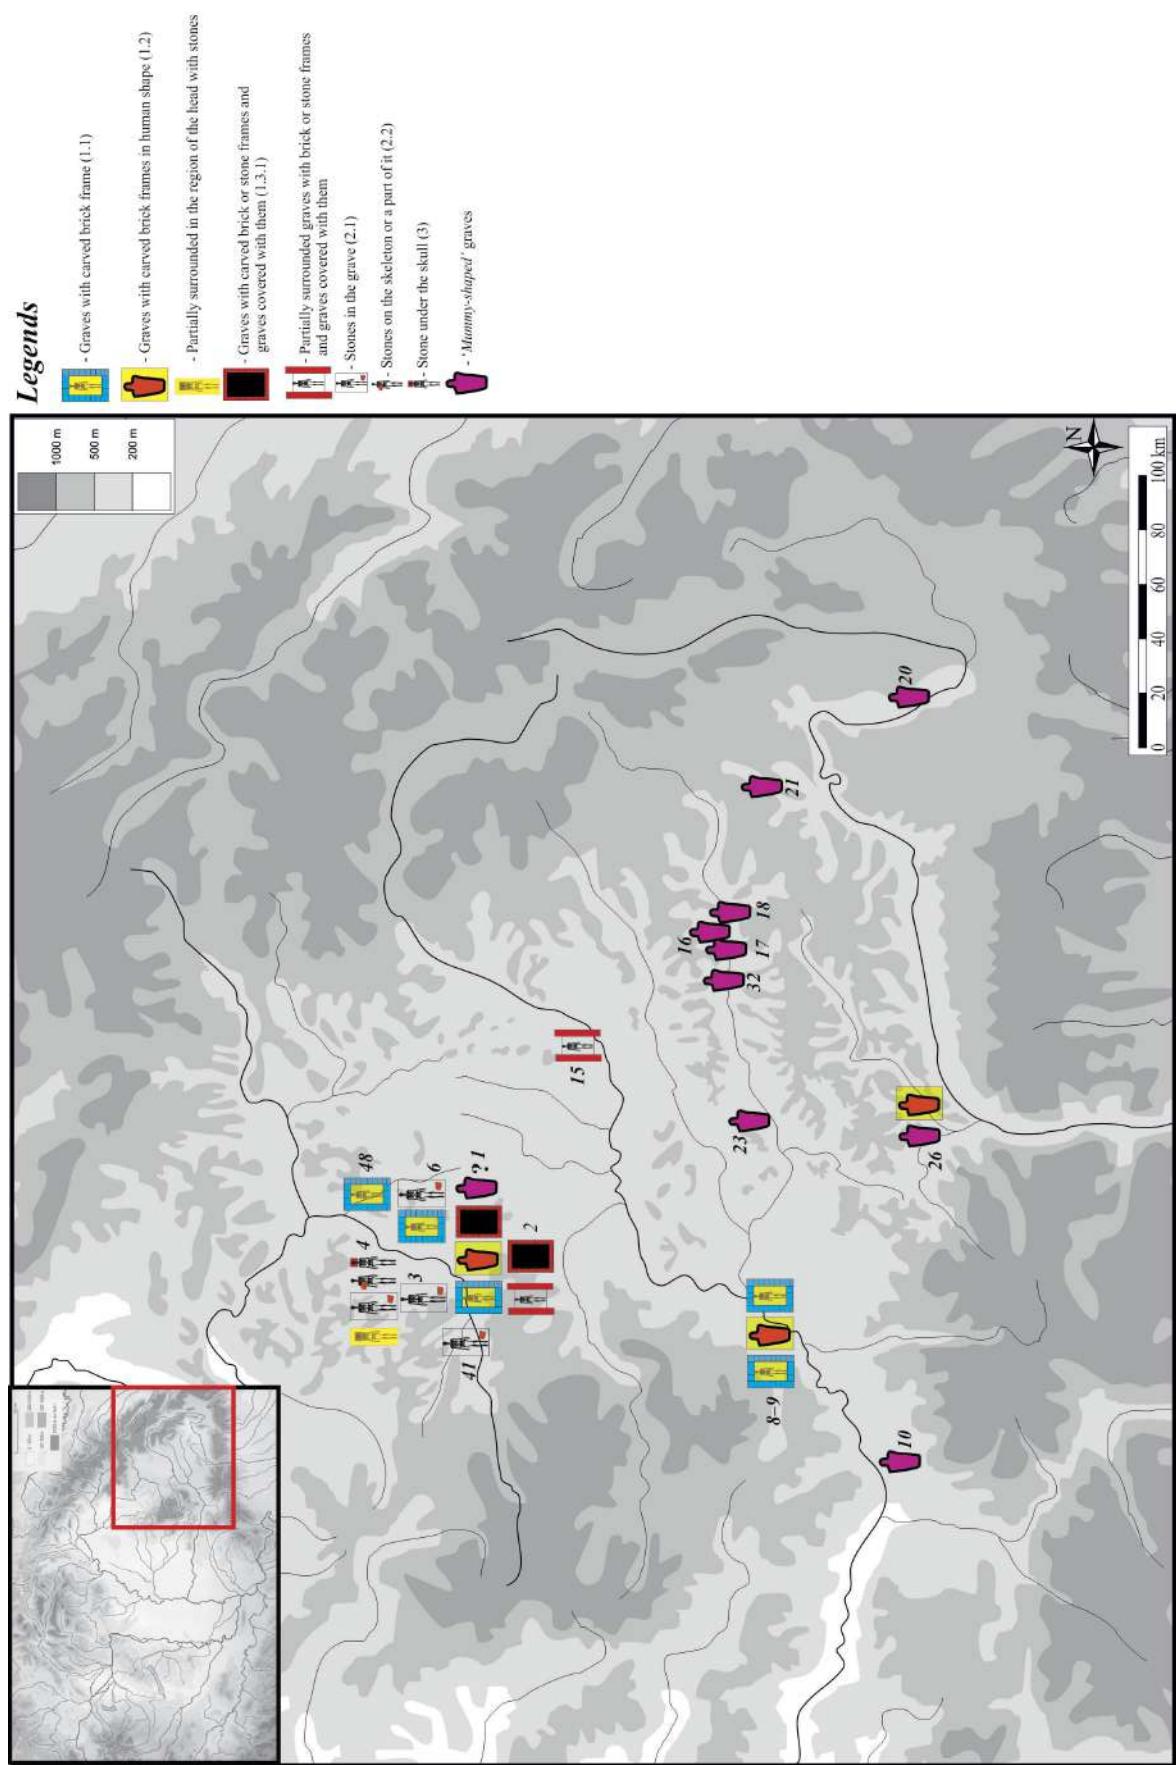 Legends
- Graves with carved brick frame (1.1)
- Graves with carved brick frames in human shape (1.2)
- Partially surrounded in the region of the head with stones
- Graves with carved brick or stone frames and
graves covered with them (1.3.1)
- Partially surrounded graves with brick or stone frames
and graves covered with them
- Stones in the grave (2.1)
- Stones on the skeleton or a part of it (2.2)
- Stone under the skull (3)
- 'Mummy-shaped' graves
1000 m
500 m
200 m
N
0 20 40 60 80 100 km
48
4
6
3
? 1
41
2
15
16
18
17
32
21
23
20
8–9
26
10